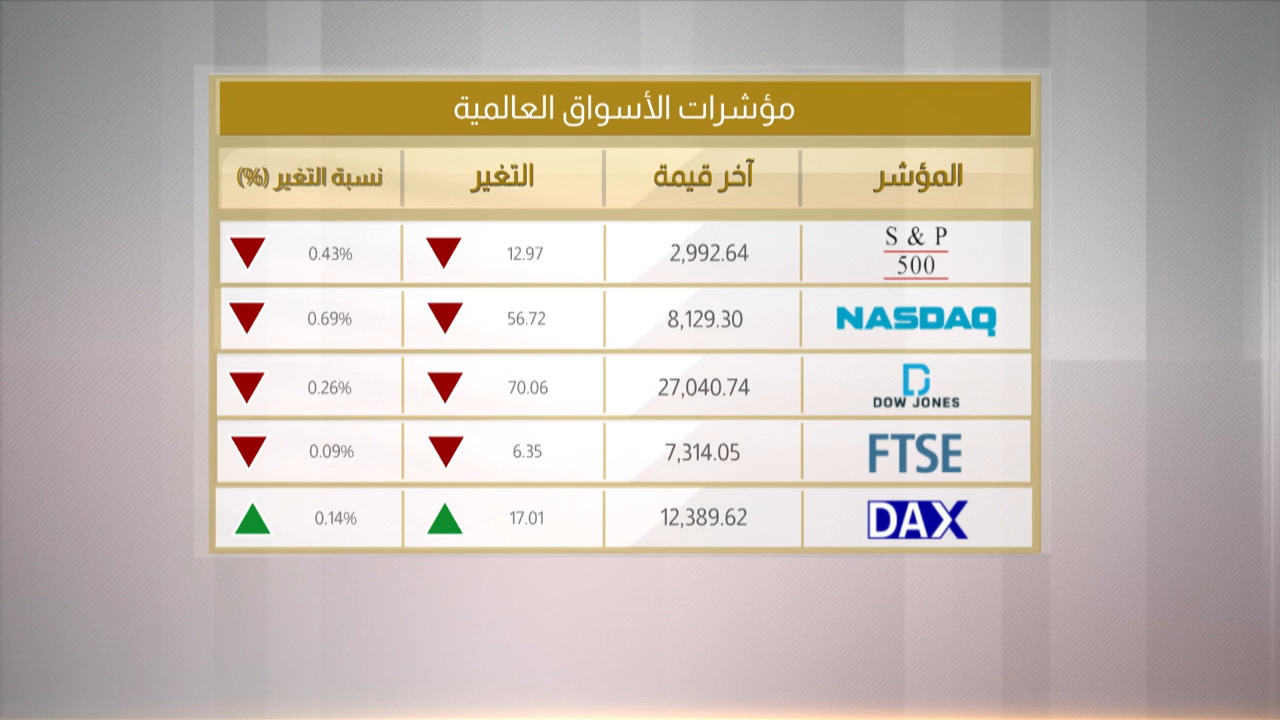 مؤشرات الأسواق العالمية
المؤشر آخر قيمة التغير نسبة التغير (%)
S & P
500 2,992.64 12.97 0.43%
NASDAQ 8,129.30 56.72 0.69%
DOW JONES 27,040.74 70.06 0.26%
FTSE 7,314.05 6.35 0.09%
DAX 12,389.62 17.01 0.14%